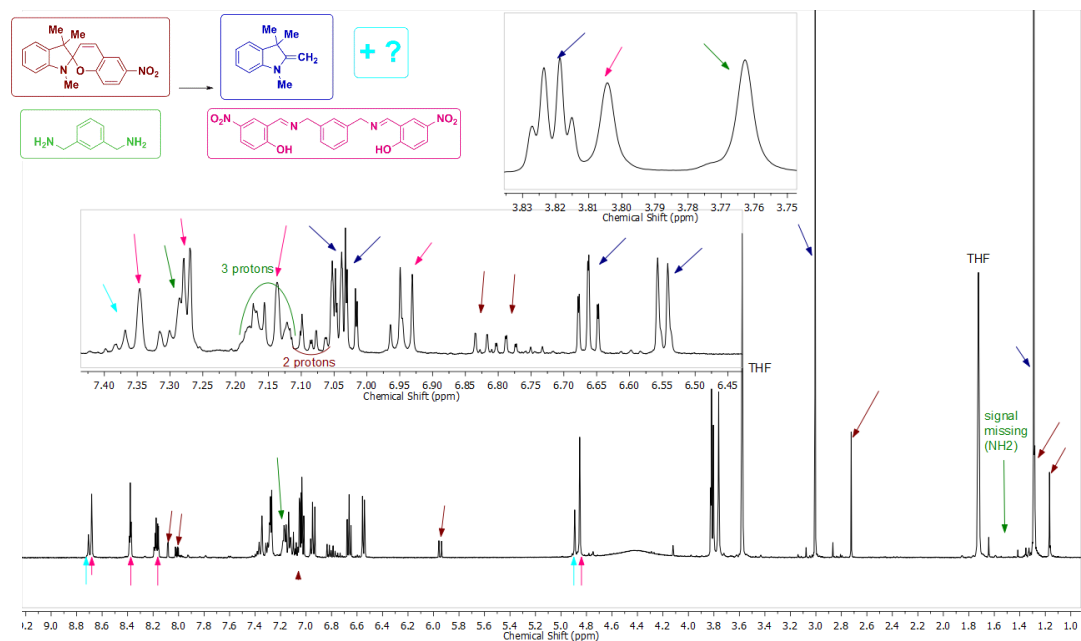 Me
Me
N
O
Me
NO₂
Me
Me
CH₂
N
Me
+ ?
H₂N
NH₂
O₂N
N
N
NO₂
OH
HO
3.83 3.82 3.81 3.80 3.79 3.78 3.77 3.76 3.75
Chemical Shift (ppm)
3 protons
2 protons
7.40 7.35 7.30 7.25 7.20 7.15 7.10 7.05 7.00 6.95 6.90 6.85 6.80 6.75 6.70 6.65 6.60 6.55 6.50 6.45
Chemical Shift (ppm)
THF
THF
signal
missing
(NH2)
9.2 9.0 8.8 8.6 8.4 8.2 8.0 7.8 7.6 7.4 7.2 7.0 6.8 6.6 6.4 6.2 6.0 5.8 5.6 5.4 5.2 5.0 4.8 4.6 4.4 4.2 4.0 3.8 3.6 3.4 3.2 3.0 2.8 2.6 2.4 2.2 2.0 1.8 1.6 1.4 1.2 1.0
Chemical Shift (ppm)